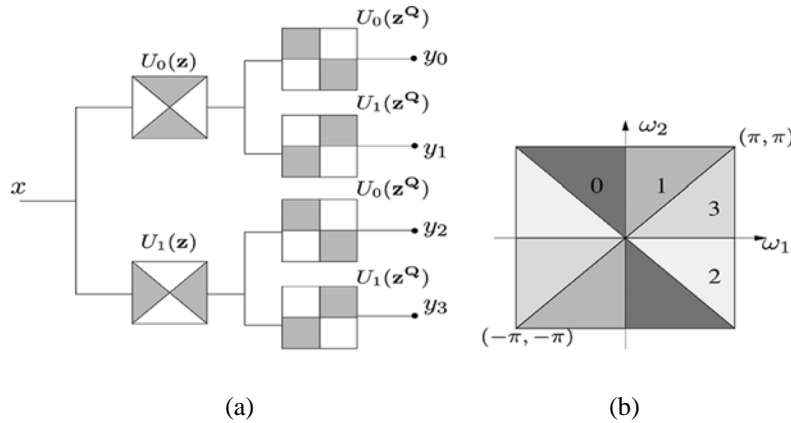 U₀(𝐳)
U₀(𝐳^𝐐)
y₀
U₁(𝐳^𝐐)
y₁
x
U₁(𝐳)
U₀(𝐳^𝐐)
y₂
U₁(𝐳^𝐐)
y₃
(a)
ω₂
(π, π)
0
1
3
ω₁
2
(−π, −π)
(b)